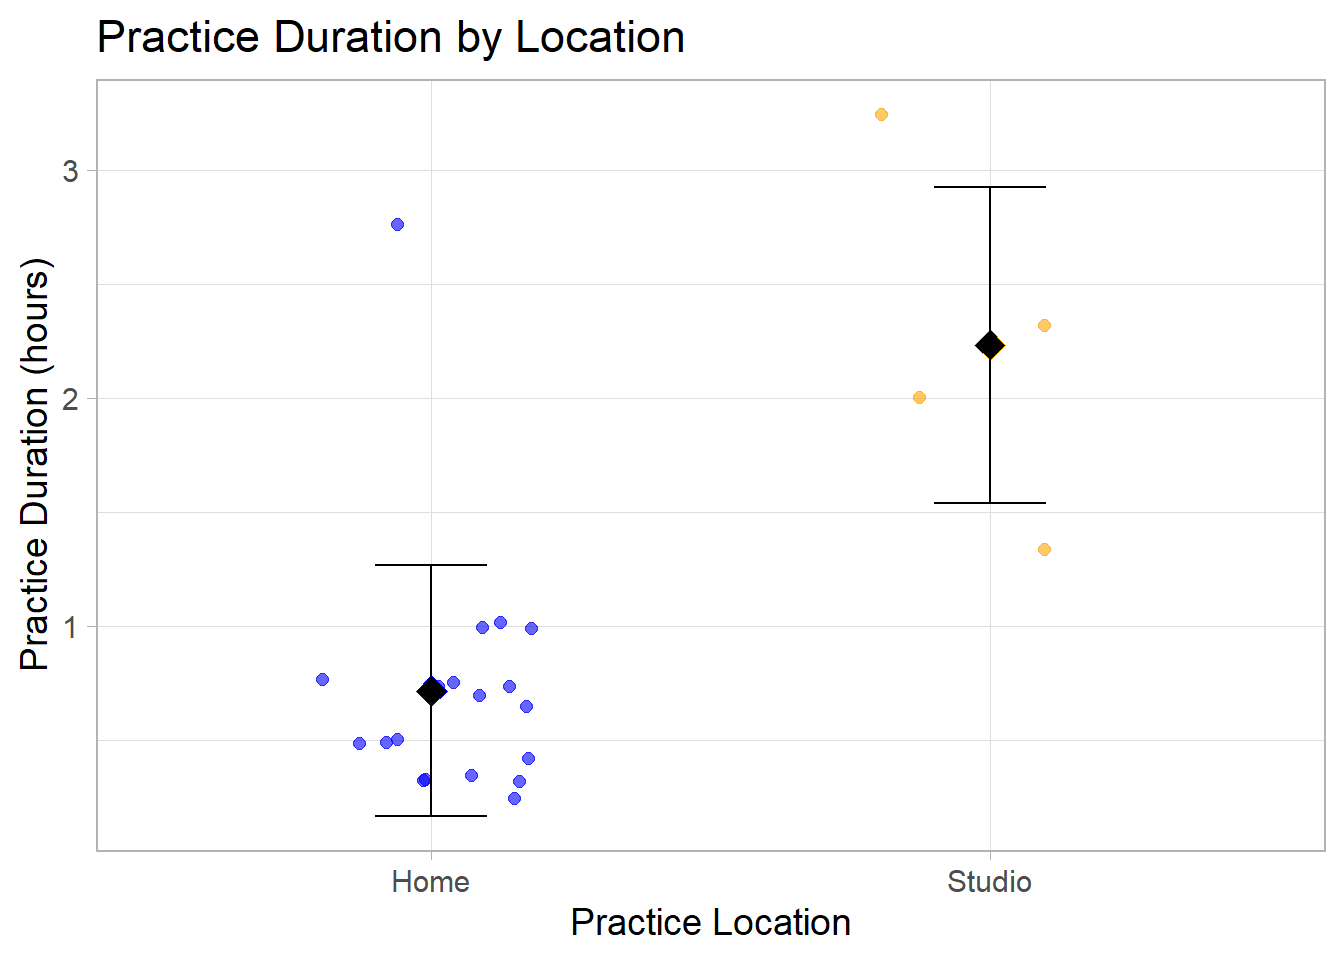 Practice Duration by Location
Practice Duration (hours)
3
2
1
Home
Studio
Practice Location